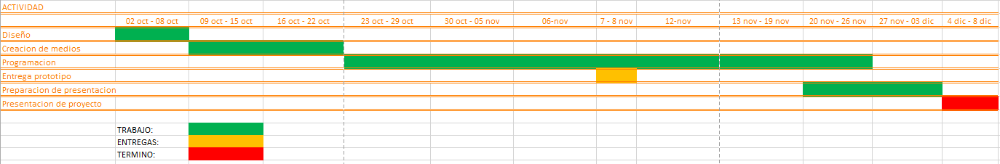 ACTIVIDAD
02 oct - 08 oct 09 oct - 15 oct 16 oct - 22 oct 23 oct - 29 oct 30 oct - 05 nov 06-nov 7 - 8 nov 12-nov 13 nov - 19 nov 20 nov - 26 nov 27 nov - 03 dic 4 dic - 8 dic
Diseño
Creacion de medios
Programacion
Entrega prototipo
Preparacion de presentacion
Presentacion de proyecto
TRABAJO:
ENTREGAS:
TERMINO: